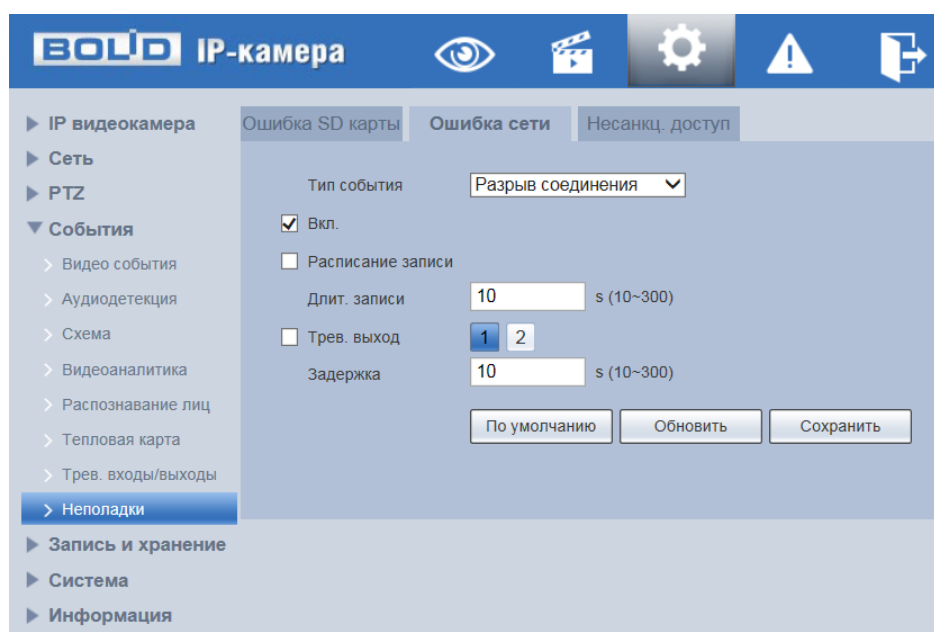 BOLID IP-камера
IP видеокамера
Сеть
PTZ
События
Видео события
Аудиодетекция
Схема
Видеоаналитика
Распознавание лиц
Тепловая карта
Трев. входы/выходы
Неполадки
Запись и хранение
Система
Информация
Ошибка SD карты Ошибка сети Несанкц. доступ
Тип события Разрыв соединения
Вкл.
Расписание записи
Длит. записи 10 s (10~300)
Трев. выход 1 2
Задержка 10 s (10~300)
По умолчанию Обновить Сохранить